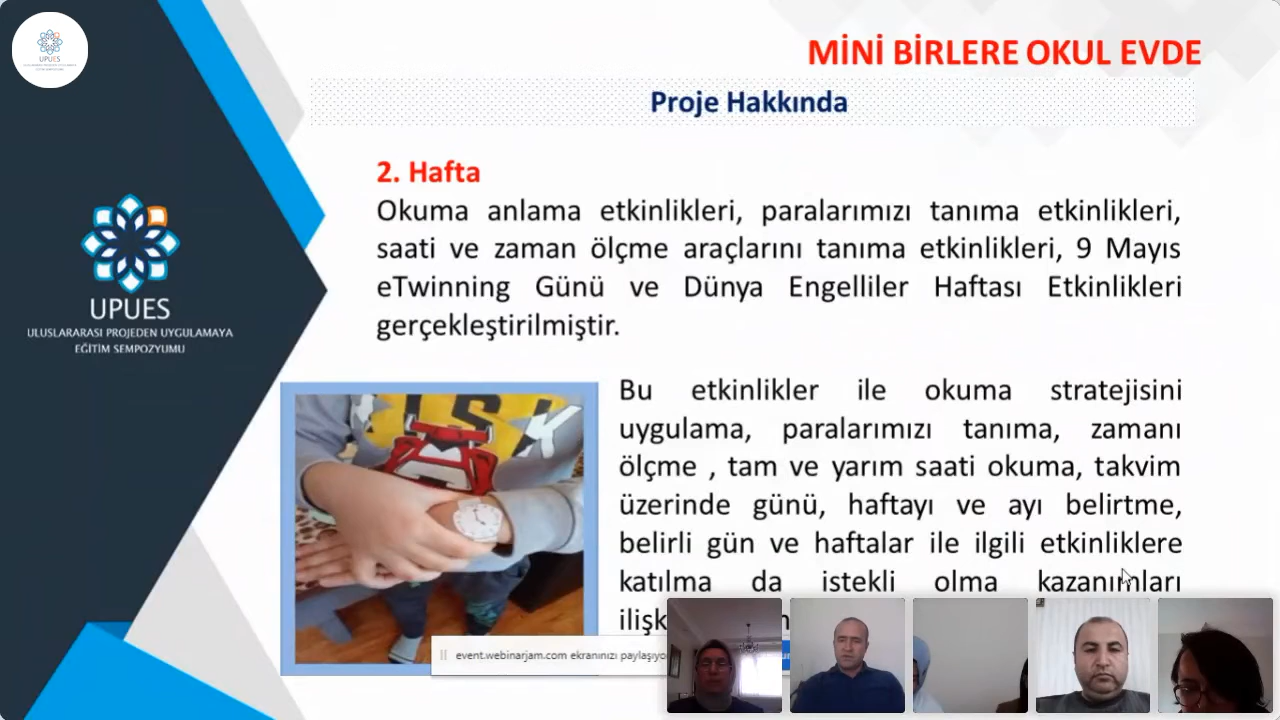 MİNİ BİRLERE OKUL EVDE
Proje Hakkında
UPUES
UPUES
ULUSLARARASI PROJEDEN UYGULAMAYA
EĞİTİM SEMPOZYUMU
2. Hafta
Okuma anlama etkinlikleri, paralarımızı tanıma etkinlikleri,
saati ve zaman ölçme araçlarını tanıma etkinlikleri, 9 Mayıs
eTwinning Günü ve Dünya Engelliler Haftası Etkinlikleri
gerçekleştirilmiştir.
Bu etkinlikler ile okuma stratejisini
uygulama, paralarımızı tanıma, zamanı
ölçme , tam ve yarım saati okuma, takvim
üzerinde günü, haftayı ve ayı belirtme,
belirli gün ve haftalar ile ilgili etkinliklere
katılma da istekli olma kazanımları
event.webinarjam.com ekranınızı